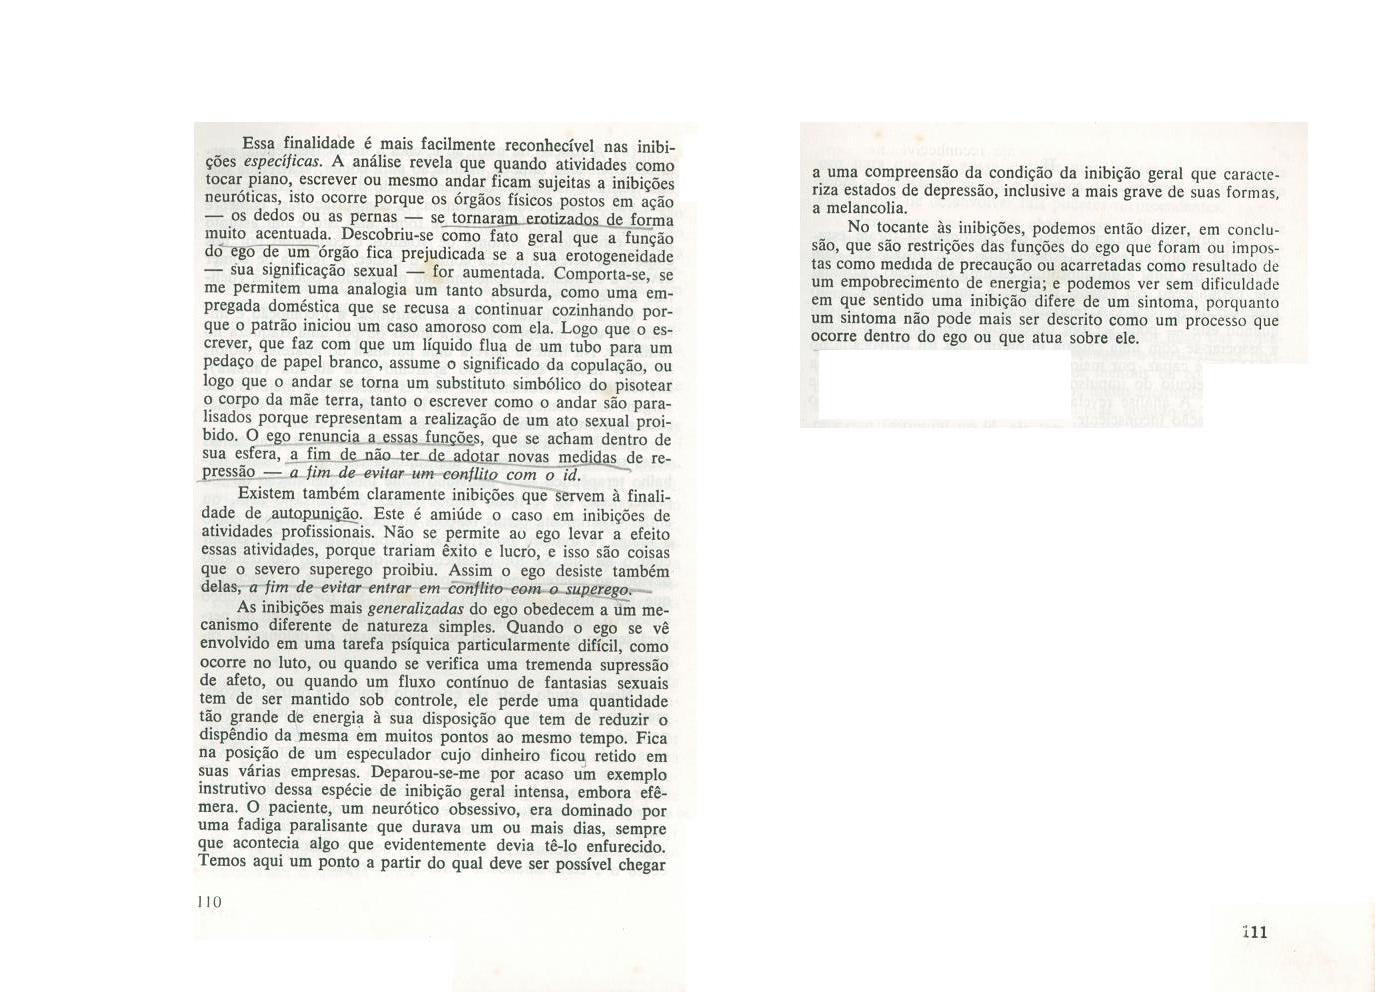 Essa finalidade é mais facilmente reconhecível nas inibi-
ções específicas. A análise revela que quando atividades como
tocar piano, escrever ou mesmo andar ficam sujeitas a inibições
neuróticas, isto ocorre porque os órgãos físicos postos em ação
— os dedos ou as pernas — se tornaram erotizados de forma
muito acentuada. Descobriu-se como fato geral que a função
do ego de um órgão fica prejudicada se a sua erotogeneidade
— sua significação sexual — for aumentada. Comporta-se, se
me permitem uma analogia um tanto absurda, como uma em-
pregada doméstica que se recusa a continuar cozinhando por-
que o patrão iniciou um caso amoroso com ela. Logo que o es-
crever, que faz com que um líquido flua de um tubo para um
pedaço de papel branco, assume o significado da copulação, ou
logo que o andar se torna um substituto simbólico do pisotear
o corpo da mãe terra, tanto o escrever como o andar são para-
lisados porque representam a realização de um ato sexual proi-
bido. O ego renuncia a essas funções, que se acham dentro de
sua esfera, a fim de não ter de adotar novas medidas de re-
pressão — a fim de evitar um conflito com o id.
Existem também claramente inibições que servem à finali-
dade de autopunição. Este é amiúde o caso em inibições de
atividades profissionais. Não se permite ao ego levar a efeito
essas atividades, porque trariam êxito e lucro, e isso são coisas
que o severo superego proibiu. Assim o ego desiste também
delas, a fim de evitar entrar em conflito com o superego.
As inibições mais generalizadas do ego obedecem a um me-
canismo diferente de natureza simples. Quando o ego se vê
envolvido em uma tarefa psíquica particularmente difícil, como
ocorre no luto, ou quando se verifica uma tremenda supressão
de afeto, ou quando um fluxo contínuo de fantasias sexuais
tem de ser mantido sob controle, ele perde uma quantidade
tão grande de energia à sua disposição que tem de reduzir o
dispêndio da mesma em muitos pontos ao mesmo tempo. Fica
na posição de um especulador cujo dinheiro ficou retido em
suas várias empresas. Deparou-se-me por acaso um exemplo
instrutivo dessa espécie de inibição geral intensa, embora efê-
mera. O paciente, um neurótico obsessivo, era dominado por
uma fadiga paralisante que durava um ou mais dias, sempre
que acontecia algo que evidentemente devia tê-lo enfurecido.
Temos aqui um ponto a partir do qual deve ser possível chegar
110
a uma compreensão da condição da inibição geral que caracte-
riza estados de depressão, inclusive a mais grave de suas formas,
a melancolia.
No tocante às inibições, podemos então dizer, em conclu-
são, que são restrições das funções do ego que foram ou impos-
tas como medida de precaução ou acarretadas como resultado de
um empobrecimento de energia; e podemos ver sem dificuldade
em que sentido uma inibição difere de um sintoma, porquanto
um sintoma não pode mais ser descrito como um processo que
ocorre dentro do ego ou que atua sobre ele.
111